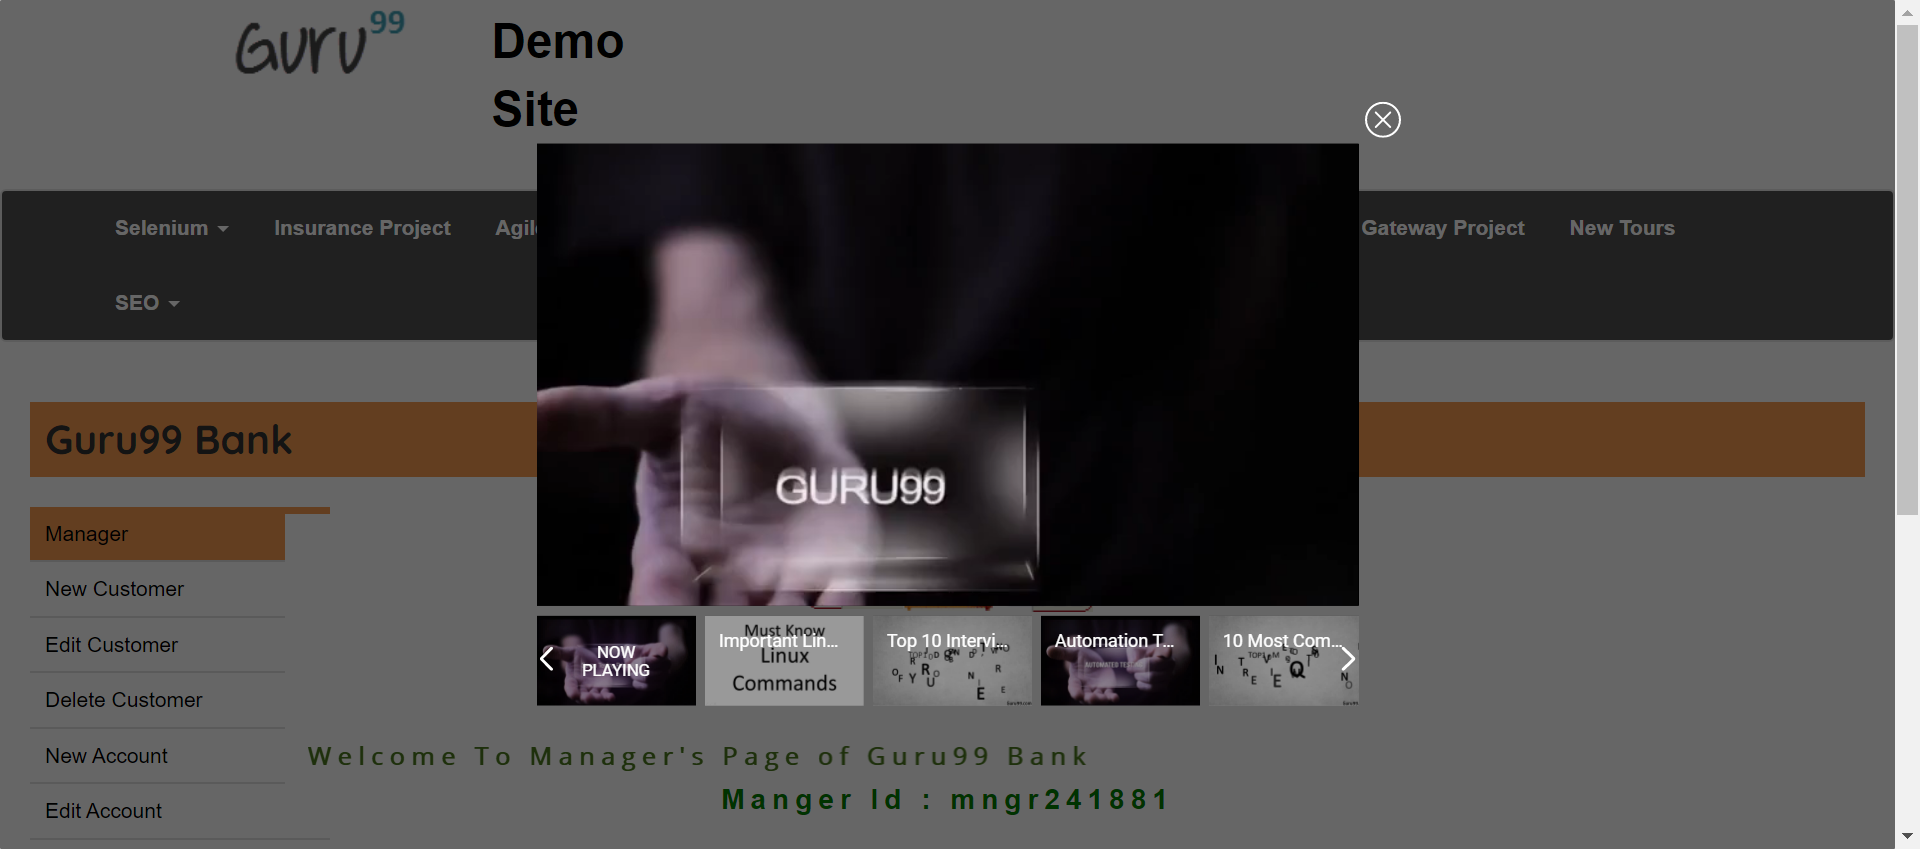 Guru99
Demo
Site
Selenium
Insurance Project
Gateway Project
New Tours
SEO
Guru99 Bank
GURU99
Manager
New Customer
Edit Customer
Delete Customer
New Account
Edit Account
NOW
PLAYING
Important Lin...
Must Know
Linux
Commands
Top 10 Intervi...
Automation T...
AUTOMATED TEST
10 Most Com...
Welcome To Manager's Page of Guru99 Bank
Manger Id : mngr241881